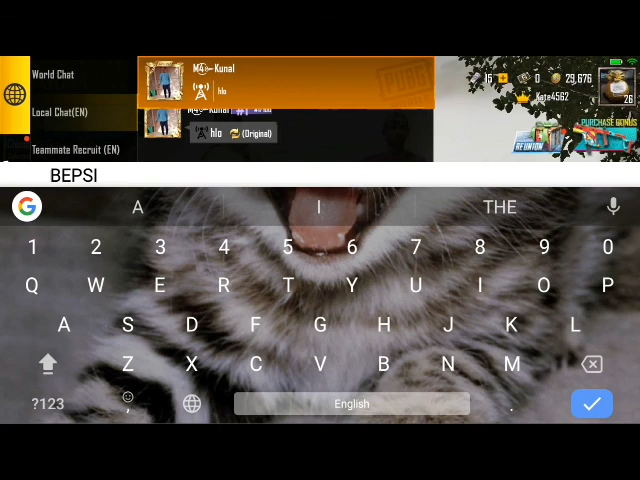 World Chat
Local Chat(EN)
Teammate Recruit (EN)
M4 Kunal
hlo
hlo (Original)
15
0
29,676
Kate4562
26
REUNION
PURCHASE BONUS
BEPSI
A I THE
1 2 3 4 5 6 7 8 9 0
Q W E R T Y U I O P
A S D F G H J K L
Z X C V B N M
?123 , English .